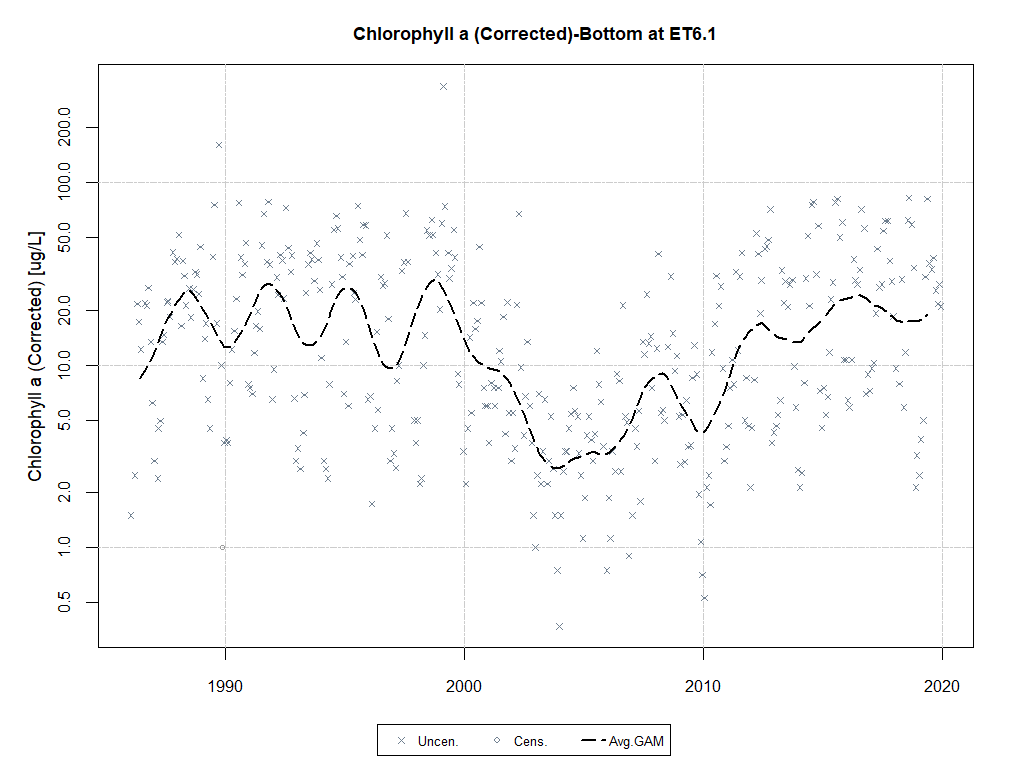 Chlorophyll a (Corrected)-Bottom at ET6.1
Chlorophyll a (Corrected) [ug/L]
200.0
100.0
50.0
20.0
10.0
5.0
2.0
1.0
0.5
1990 2000 2010 2020
Uncen. Cens. Avg.GAM